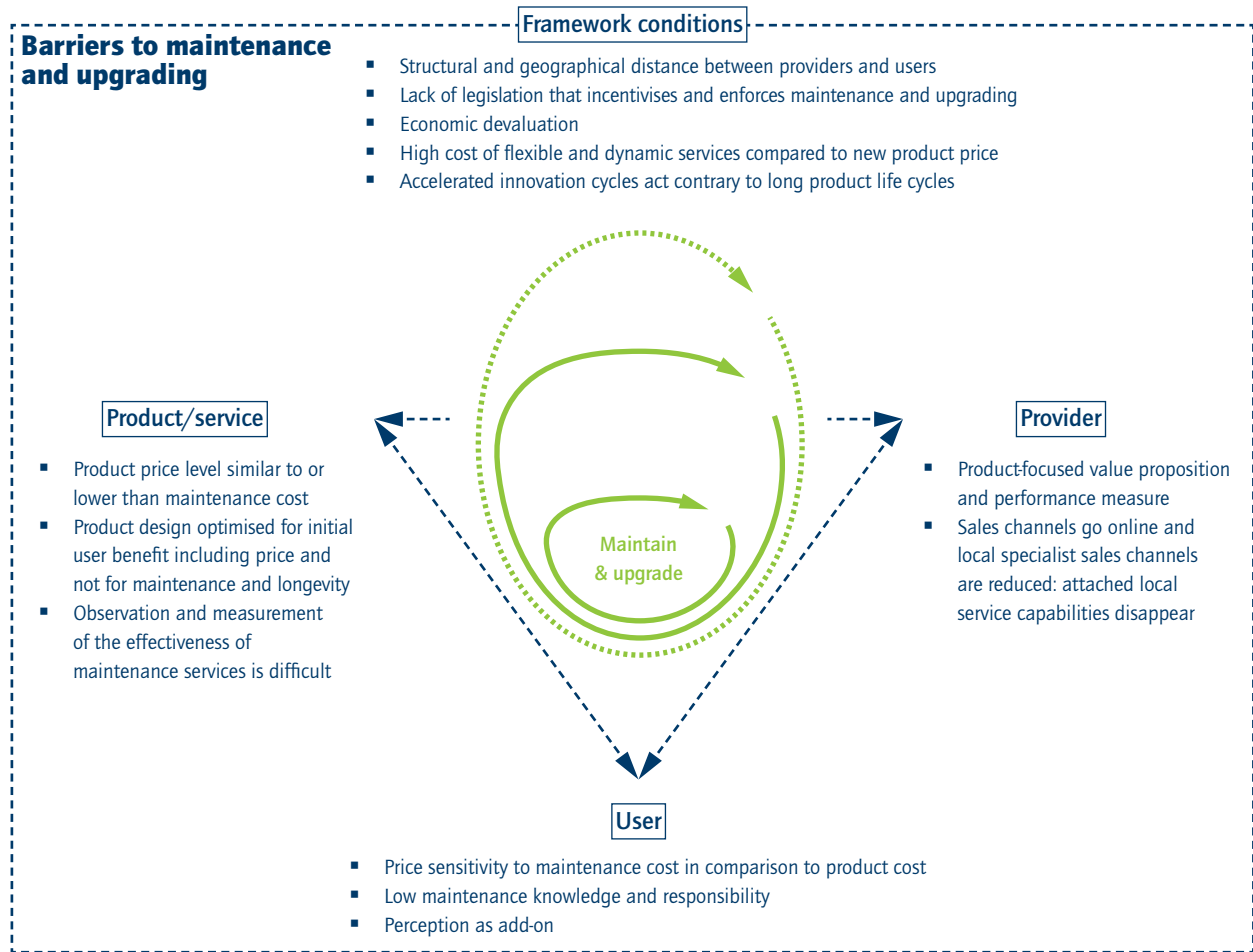 Framework conditions
Barriers to maintenance
and upgrading
▪ Structural and geographical distance between providers and users
▪ Lack of legislation that incentivises and enforces maintenance and upgrading
▪ Economic devaluation
▪ High cost of flexible and dynamic services compared to new product price
▪ Accelerated innovation cycles act contrary to long product life cycles
Product/service
▪ Product price level similar to or
lower than maintenance cost
▪ Product design optimised for initial
user benefit including price and
not for maintenance and longevity
▪ Observation and measurement
of the effectiveness of
maintenance services is difficult
Maintain
& upgrade
Provider
▪ Product-focused value proposition
and performance measure
▪ Sales channels go online and
local specialist sales channels
are reduced: attached local
service capabilities disappear
User
▪ Price sensitivity to maintenance cost in comparison to product cost
▪ Low maintenance knowledge and responsibility
▪ Perception as add-on